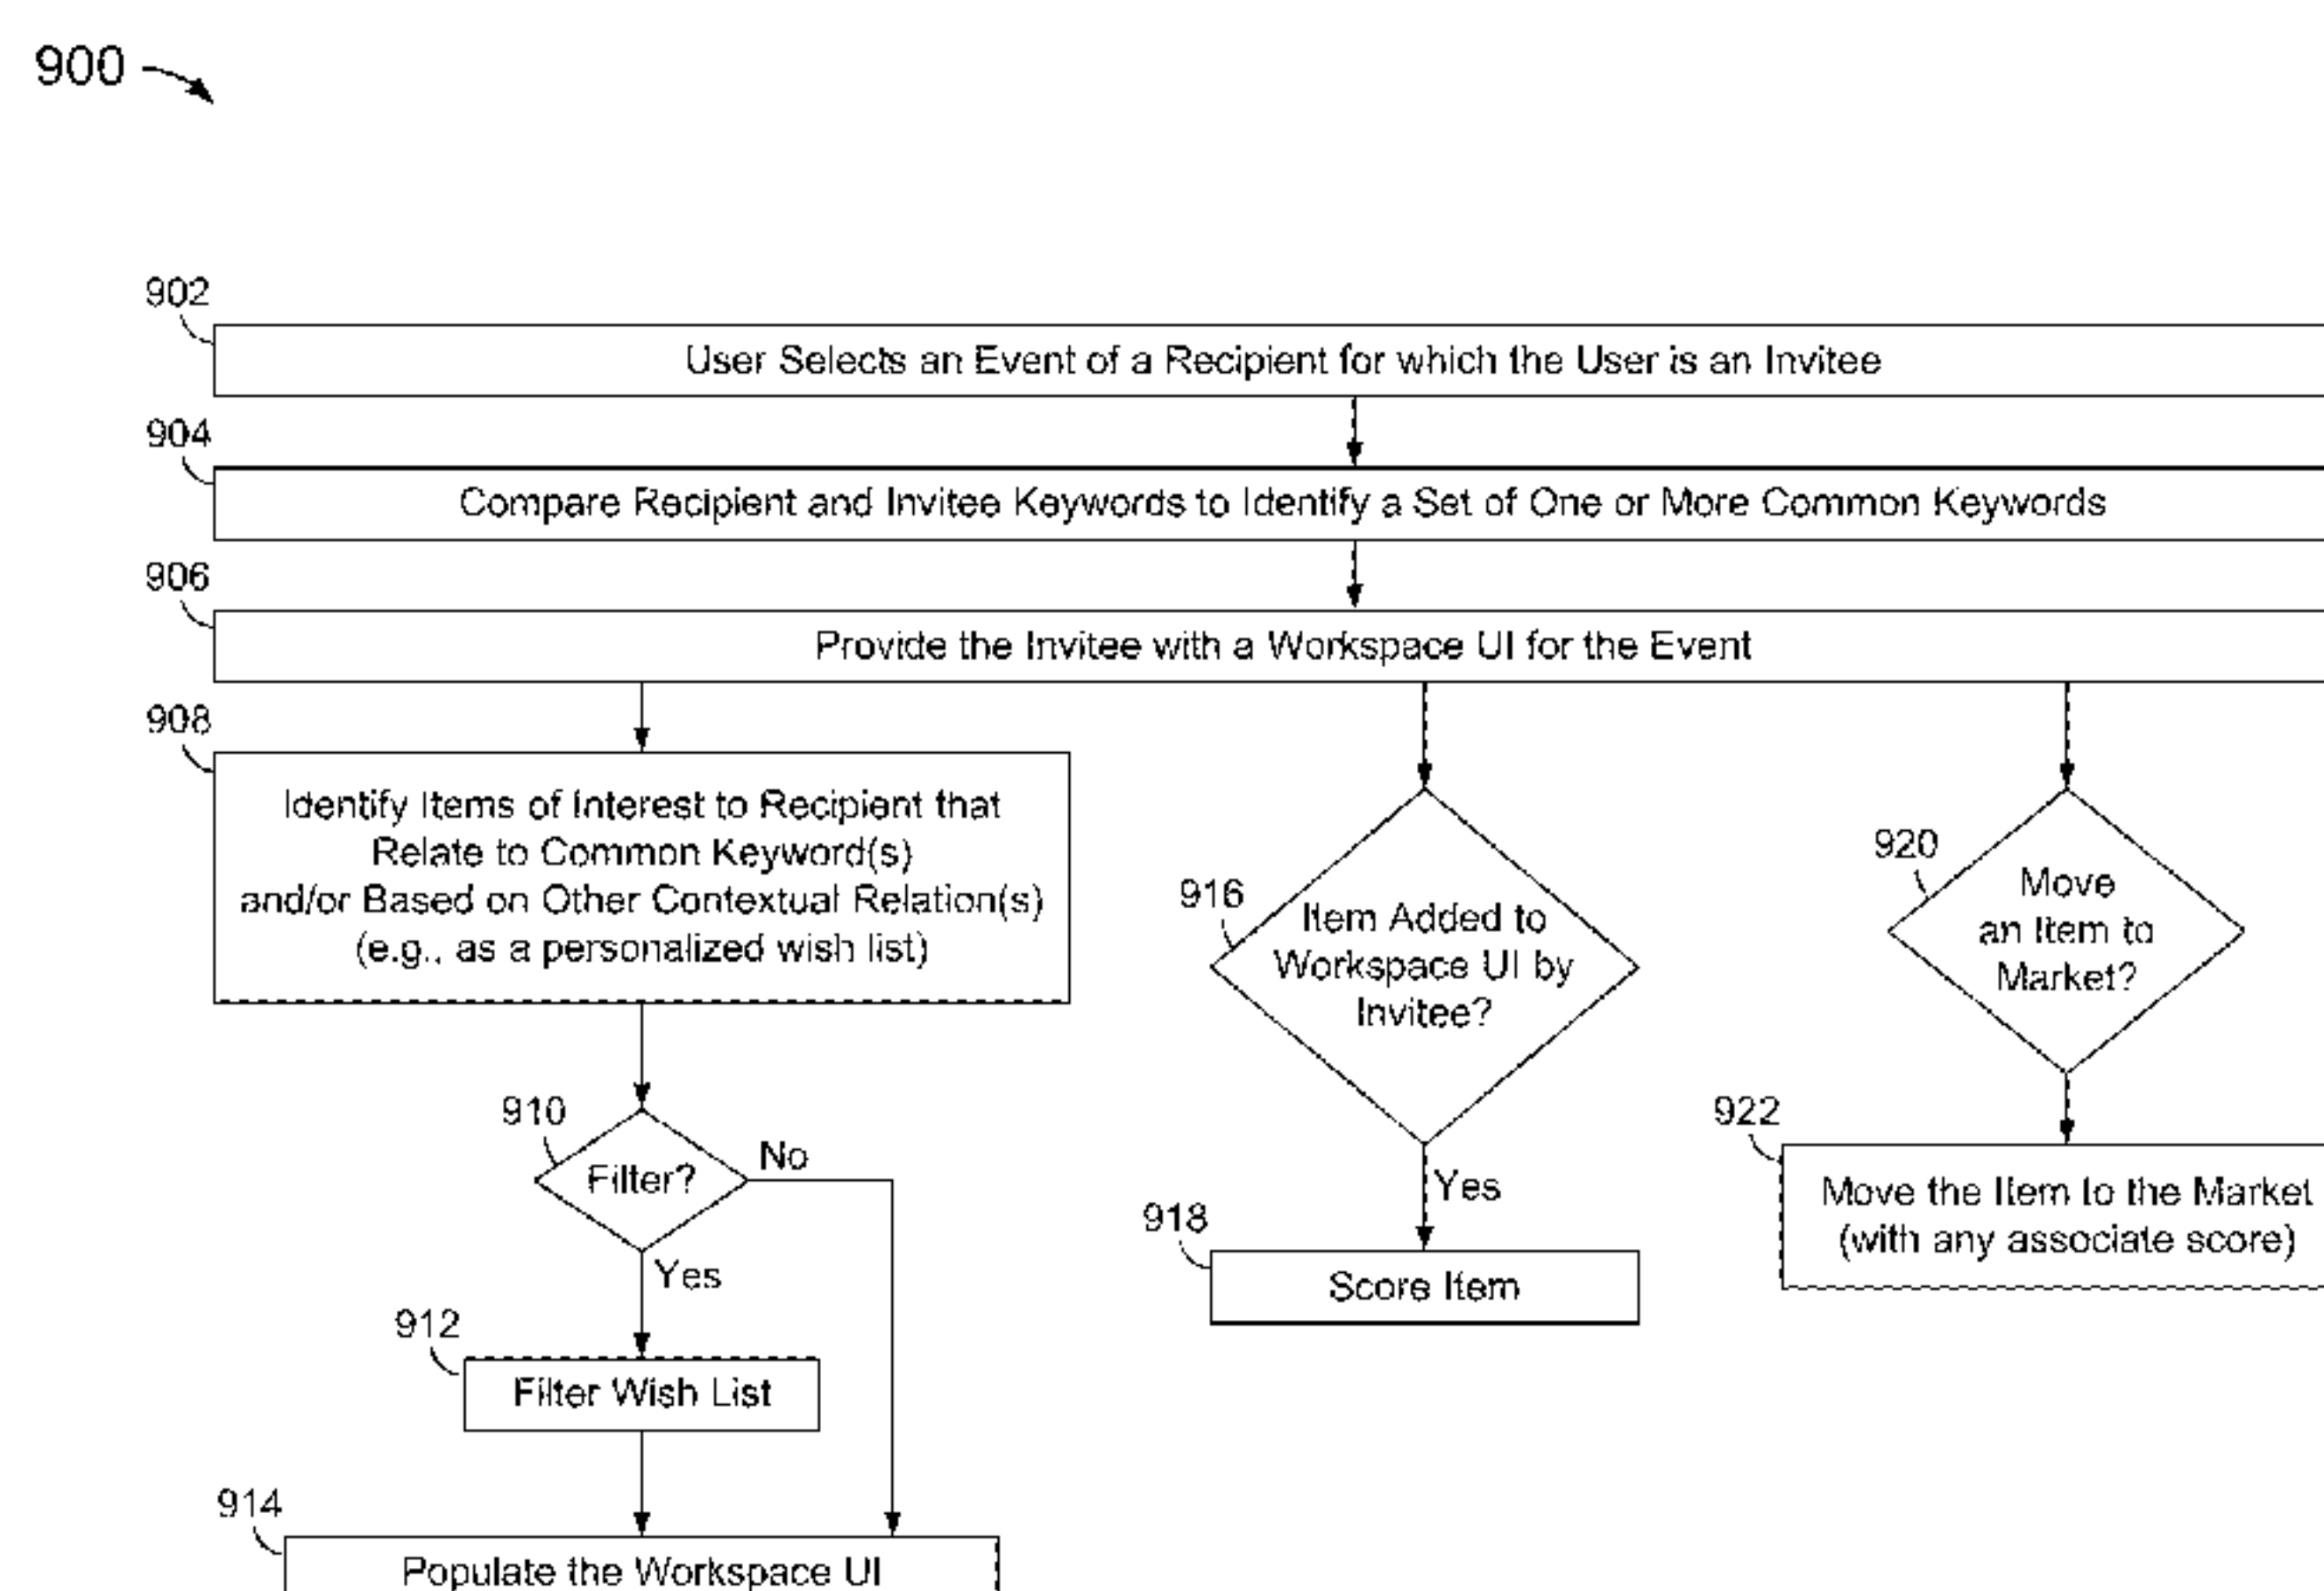 900
902
User Selects an Event of a Recipient for which the User is an Invitee
904
Compare Recipient and Invitee Keywords to Identify a Set of One or More Common Keywords
906
Provide the Invitee with a Workspace UI for the Event
908
Identify Items of Interest to Recipient that
Relate to Common Keyword(s)
and/or Based on Other Contextual Relation(s)
(e.g., as a personalized wish list)
910
Filter?
No
Yes
912
Filter Wish List
914
Populate the Workspace UI
916
Item Added to
Workspace UI by
Invitee?
Yes
918
Score Item
920
Move
an Item to
Market?
922
Move the Item to the Market
(with any associate score)